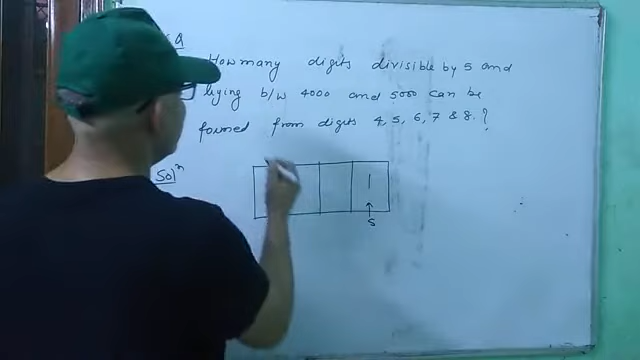 Q
How many digits divisible by 5 and
lying b/w 4000 and 5000 can be
formed from digits 4, 5, 6, 7 & 8. ?
Solⁿ
1
5